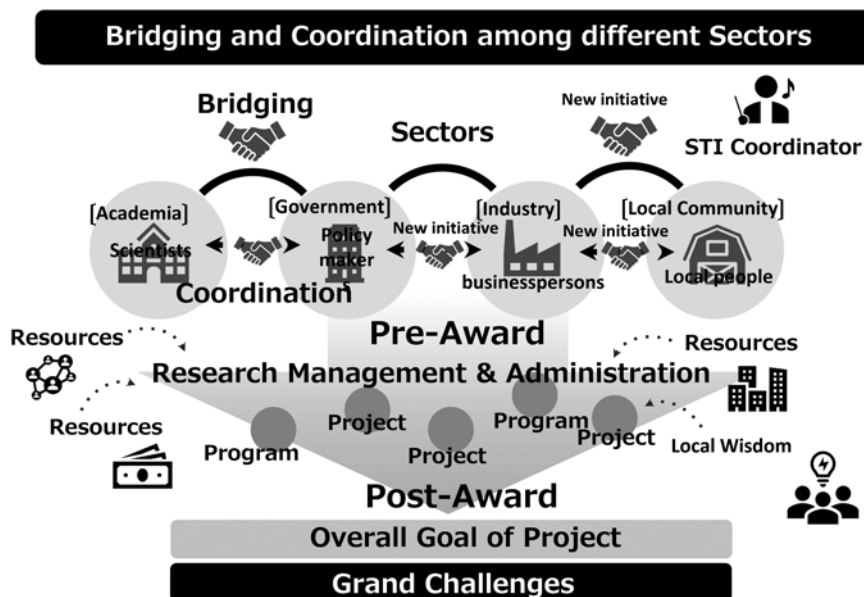 Bridging and Coordination among different Sectors
Bridging
Sectors
New initiative
STI Coordinator
[Academia]
Scientists
[Government]
Policy
maker
s
New initiative
[Industry]
businesspersons
New initiative
[Local Community]
Local people
Coordination
Pre-Award
Resources
Resources
Research Management & Administration
Resources
Program
Project
Project
Program
Project
Local Wisdom
Post-Award
Overall Goal of Project
Grand Challenges